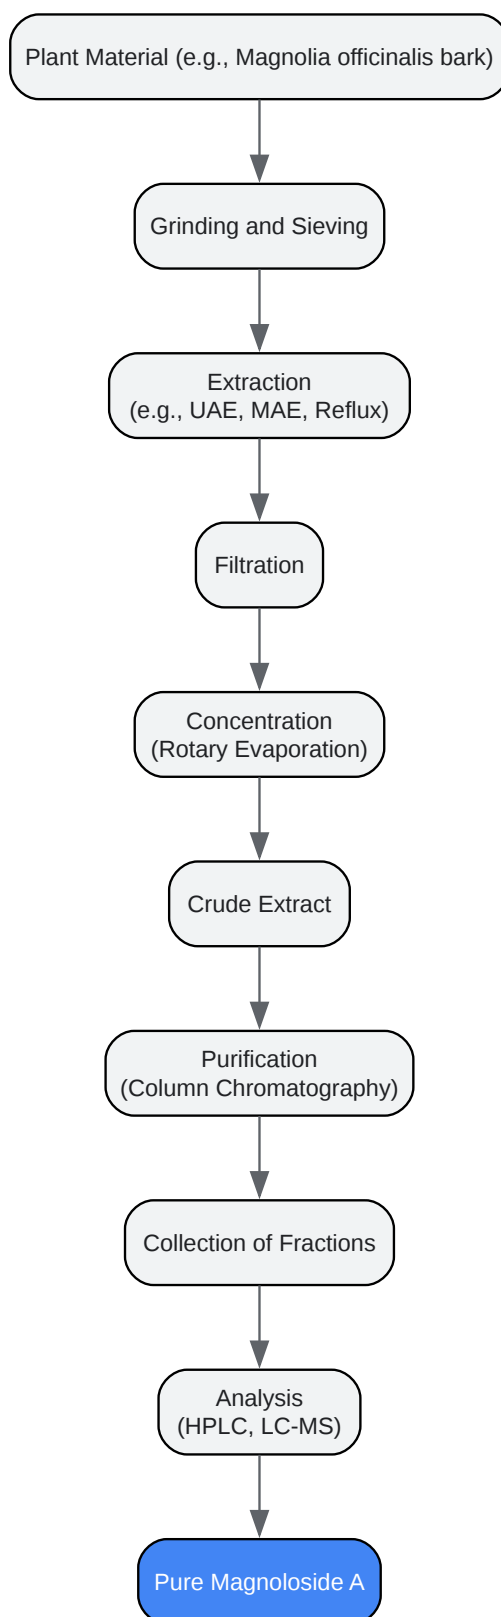 Plant Material (e.g., Magnolia officinalis bark)
Grinding and Sieving
Extraction
(e.g., UAE, MAE, Reflux)
Filtration
Concentration
(Rotary Evaporation)
Crude Extract
Purification
(Column Chromatography)
Collection of Fractions
Analysis
(HPLC, LC-MS)
Pure Magnoloside A